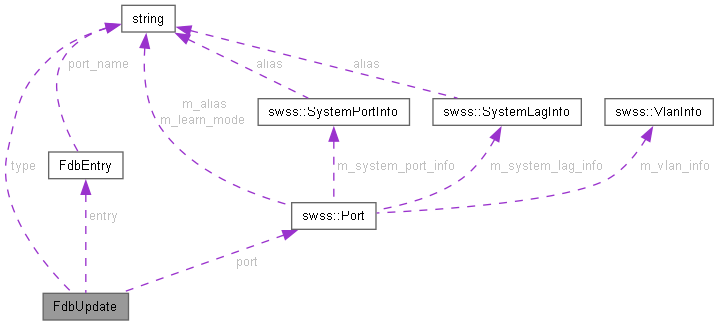 string
port_name
alias
alias
m_alias
m_learn_mode
swss::SystemPortInfo
swss::SystemLagInfo
swss::VlanInfo
type
FdbEntry
m_system_port_info
m_system_lag_info
m_vlan_info
entry
swss::Port
port
FdbUpdate